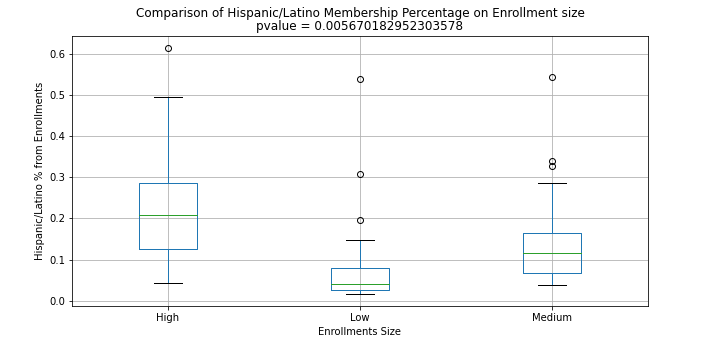 Comparison of Hispanic/Latino Membership Percentage on Enrollment size
pvalue = 0.005670182952303578
Hispanic/Latino % from Enrollments
0.6
0.5
0.4
0.3
0.2
0.1
0.0
High
Low
Medium
Enrollments Size